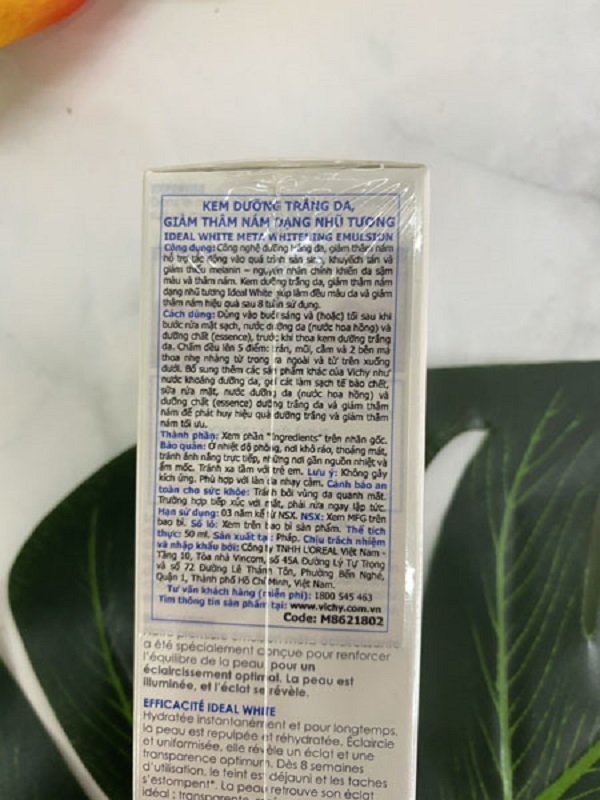 KEM DƯỠNG TRẮNG DA,
GIẢM THÂM NÁM DẠNG NHŨ TƯƠNG
IDEAL WHITE META WHITENING EMULSION
Công dụng: Công nghệ dưỡng trắng da, giảm thâm nám
hỗ trợ tác động vào quá trình sản sinh, khuyếch tán và
giảm thiểu melanin – nguyên nhân chính khiến da sậm
màu và thâm nám. Kem dưỡng trắng da, giảm thâm nám
dạng nhũ tương Ideal White giúp làm đều màu da và giảm
thâm nám hiệu quả sau 8 tuần sử dụng.
Cách dùng: Dùng vào buổi sáng và (hoặc) tối sau khi
bước rửa mặt sạch, nước dưỡng da (nước hoa hồng) và
dưỡng chất (essence), trước khi thoa kem dưỡng trắng
da. Chấm đều lên 5 điểm: trán, mũi, cằm và 2 bên má
thoa nhẹ nhàng từ trong ra ngoài và từ trên xuống
dưới. Bổ sung thêm các sản phẩm khác của Vichy như
nước khoáng dưỡng da, gel các làm sạch tế bào chết,
sữa rửa mặt, nước dưỡng da (nước hoa hồng) và
dưỡng chất (essence) dưỡng trắng và giảm thâm
nám để phát huy hiệu quả dưỡng trắng và giảm thâm
nám tối ưu.
Thành phần: Xem phần "Ingredients" trên nhãn gốc.
Bảo quản: Ở nhiệt độ phòng, nơi khô ráo, thoáng mát,
tránh ánh nắng trực tiếp, những nơi gần nguồn nhiệt và
ẩm mốc. Tránh xa tầm với trẻ em. Lưu ý: Không gây
kích ứng. Phù hợp với làn da nhạy cảm. Cảnh báo an
toàn cho sức khỏe: Tránh bôi vùng da quanh mắt.
Trường hợp tiếp xúc với mắt, phải rửa ngay lập tức.
Hạn sử dụng: 03 năm kể từ NSX. NSX: Xem MFG trên
bao bì. Số lô: Xem trên bao bì sản phẩm. Thể tích
thực: 50 ml. Sản xuất tại: Pháp. Chịu trách nhiệm
và nhập khẩu bởi: Công ty TNHH L'OREAL Việt Nam -
Tầng 10, Tòa nhà Vincom, số 45A Đường Lý Tự Trọng
và số 72 Đường Lê Thánh Tôn, Phường Bến Nghé,
Quận 1, Thành phố Hồ Chí Minh, Việt Nam.
Tư vấn khách hàng (miễn phí): 1800 545 463
Tìm thông tin sản phẩm tại: www.vichy.com.vn
Code: M8621802
a été spécialement conçue pour renforcer
l'équilibre de la peau pour un
éclaircissement optimal. La peau est
illuminée, et l'éclat se révèle.
EFFICACITÉ IDEAL WHITE
Hydratée instantanément et pour longtemps,
la peau est repulpée et réhydratée. Éclaircie
et uniformisée, elle révèle un éclat et une
transparence optimum. Dès 8 semaines
d'utilisation, le teint est déjauni et les taches
s'estompent*. La peau retrouve son éclat
idéal : transparente,